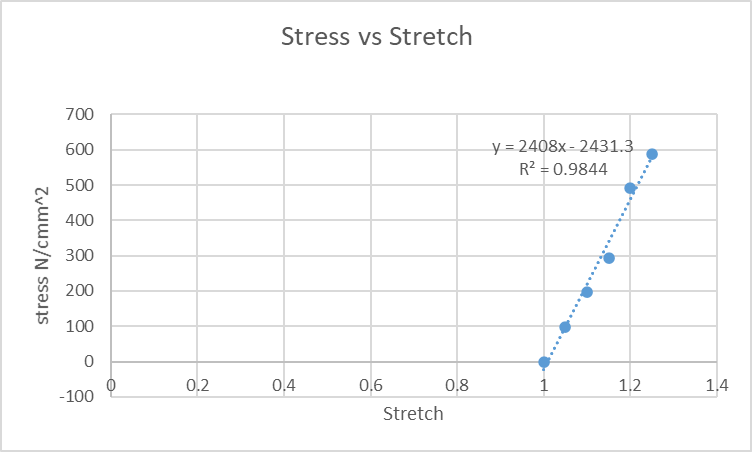 Stress vs Stretch
700
600
500
400
300
200
100
0
-100
y = 2408x - 2431.3
R² = 0.9844
0 0.2 0.4 0.6 0.8 1 1.2 1.4
Stretch
stress N/cmm^2